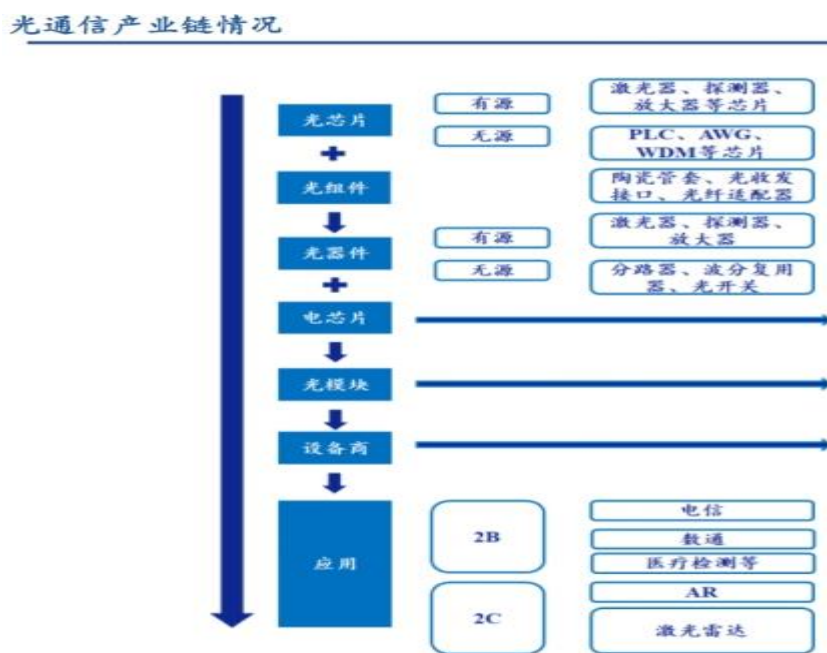 光通信产业链情况
光芯片
有源
激光器、探测器、
放大器等芯片
无源
PLC、AWG、
WDM等芯片
光组件
陶瓷管套、光收发
接口、光纤适配器
光器件
有源
激光器、探测器、
放大器
无源
分路器、波分复用
器、光开关
电芯片
光模块
设备商
应用
2B
电信
数通
医疗检测等
2C
AR
激光雷达